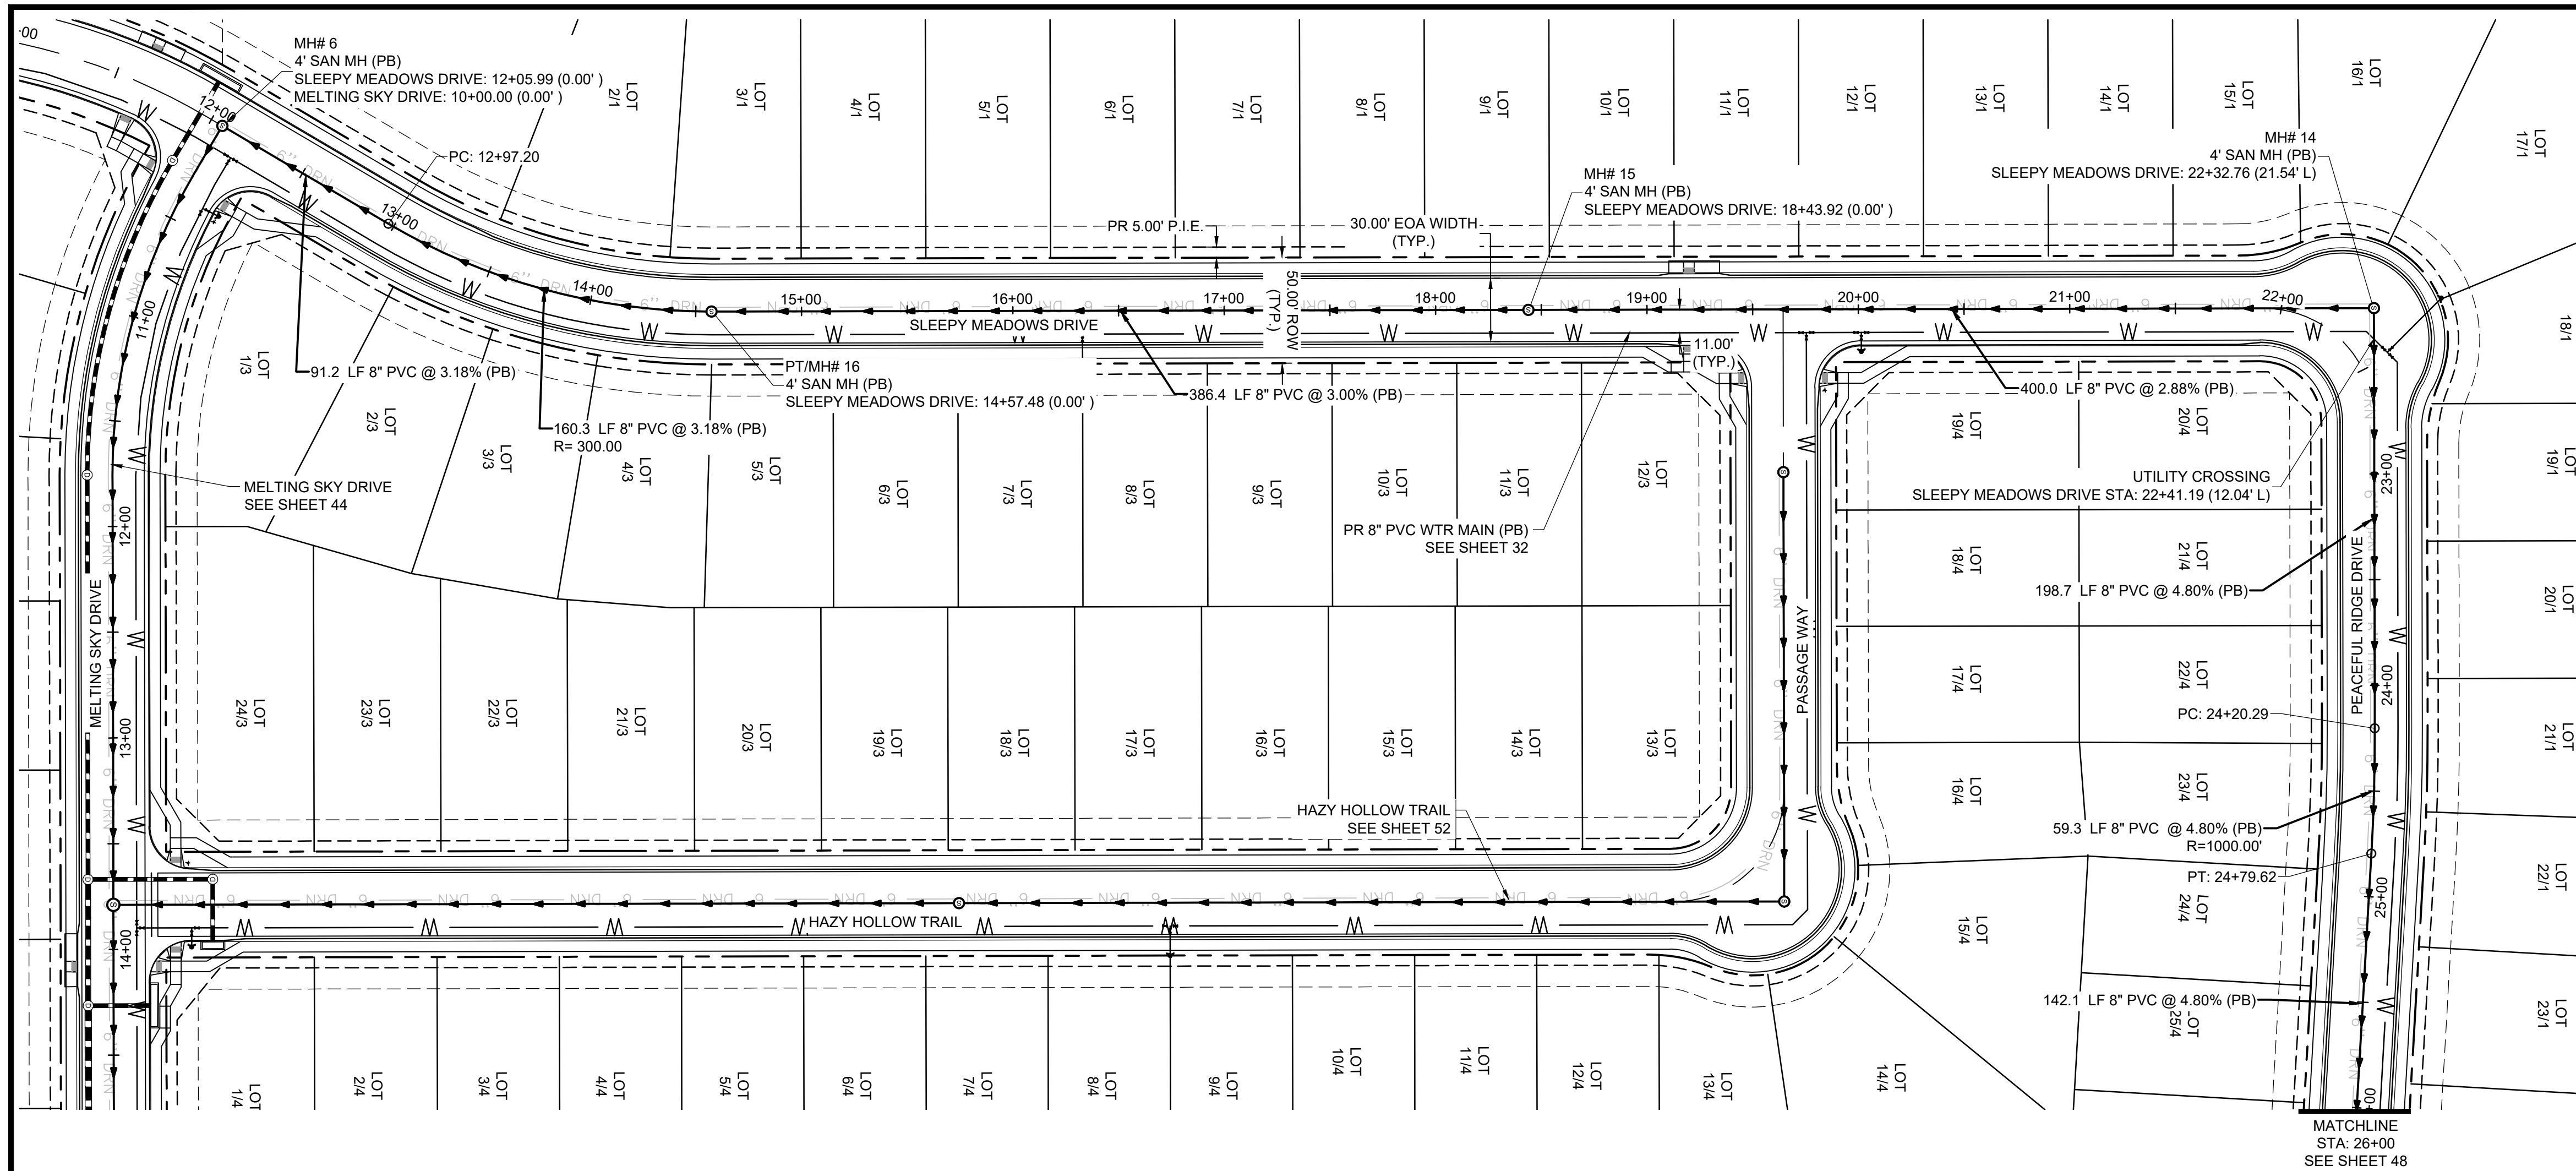 +00
MH# 6
4' SAN MH (PB)
SLEEPY MEADOWS DRIVE: 12+05.99 (0.00' )
MELTING SKY DRIVE: 10+00.00 (0.00' )
LOT
2/1
LOT
3/1
LOT
4/1
LOT
5/1
LOT
6/1
LOT
7/1
LOT
8/1
LOT
9/1
LOT
10/1
LOT
11/1
LOT
12/1
LOT
13/1
LOT
14/1
LOT
15/1
LOT
16/1
LOT
17/1
LOT
18/1
LOT
19/1
LOT
20/1
LOT
21/1
LOT
22/1
LOT
23/1
12+00
PC: 12+97.20
13+00
14+00
15+00
16+00
17+00
18+00
19+00
20+00
21+00
22+00
SLEEPY MEADOWS DRIVE
PR 5.00' P.I.E.
30.00' EOA WIDTH
(TYP.)
50.00' ROW
(TYP.)
MH# 15
4' SAN MH (PB)
SLEEPY MEADOWS DRIVE: 18+43.92 (0.00' )
MH# 14
4' SAN MH (PB)
SLEEPY MEADOWS DRIVE: 22+32.76 (21.54' L)
11.00'
(TYP.)
91.2 LF 8" PVC @ 3.18% (PB)
160.3 LF 8" PVC @ 3.18% (PB)
R= 300.00
PT/MH# 16
4' SAN MH (PB)
SLEEPY MEADOWS DRIVE: 14+57.48 (0.00' )
386.4 LF 8" PVC @ 3.00% (PB)
400.0 LF 8" PVC @ 2.88% (PB)
UTILITY CROSSING
SLEEPY MEADOWS DRIVE STA: 22+41.19 (12.04' L)
PR 8" PVC WTR MAIN (PB)
SEE SHEET 32
MELTING SKY DRIVE
SEE SHEET 44
11+00
12+00
13+00
14+00
MELTING SKY DRIVE
LOT
1/3
LOT
2/3
LOT
3/3
LOT
4/3
LOT
5/3
LOT
6/3
LOT
7/3
LOT
8/3
LOT
9/3
LOT
10/3
LOT
11/3
LOT
12/3
LOT
24/3
LOT
23/3
LOT
22/3
LOT
21/3
LOT
20/3
LOT
19/3
LOT
18/3
LOT
17/3
LOT
16/3
LOT
15/3
LOT
14/3
LOT
13/3
PASSAGE WAY
LOT
19/4
LOT
20/4
LOT
18/4
LOT
21/4
LOT
17/4
LOT
22/4
LOT
16/4
LOT
23/4
LOT
15/4
LOT
24/4
LOT
25/4
LOT
14/4
198.7 LF 8" PVC @ 4.80% (PB)
PEACEFUL RIDGE DRIVE
23+00
24+00
25+00
+00
PC: 24+20.29
59.3 LF 8" PVC @ 4.80% (PB)
R=1000.00'
PT: 24+79.62
142.1 LF 8" PVC @ 4.80% (PB)
HAZY HOLLOW TRAIL
SEE SHEET 52
HAZY HOLLOW TRAIL
LOT
1/4
LOT
2/4
LOT
3/4
LOT
4/4
LOT
5/4
LOT
6/4
LOT
7/4
LOT
8/4
LOT
9/4
LOT
10/4
LOT
11/4
LOT
12/4
LOT
13/4
MATCHLINE
STA: 26+00
SEE SHEET 48